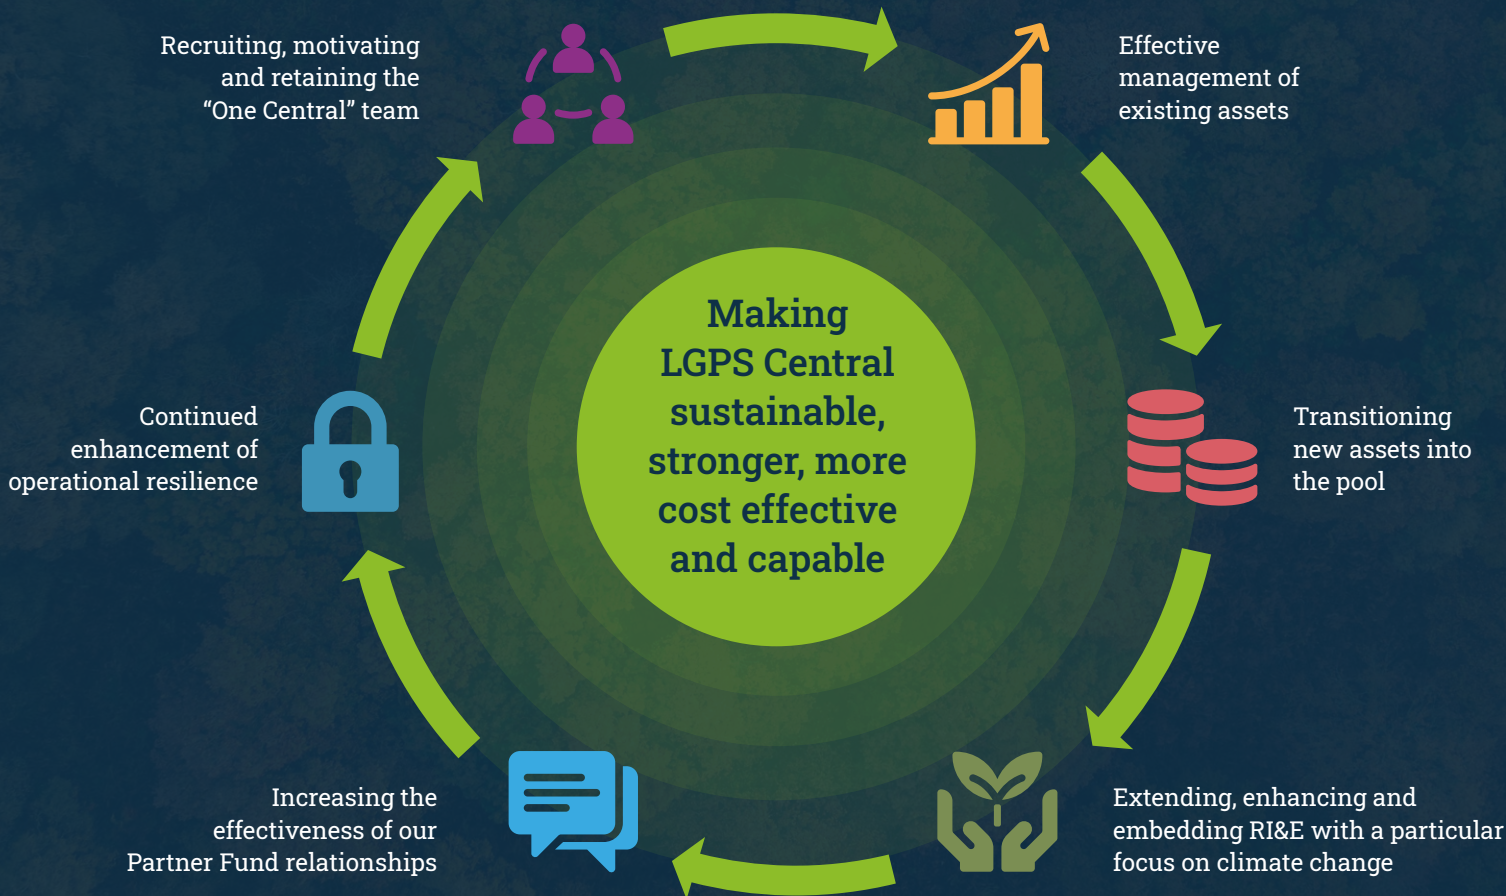 Recruiting, motivating
and retaining the
“One Central” team
Effective
management of
existing assets
Making
LGPS Central
sustainable,
stronger, more
cost effective
and capable
Continued
enhancement of
operational resilience
Transitioning
new assets into
the pool
Increasing the
effectiveness of our
Partner Fund relationships
Extending, enhancing and
embedding RI&E with a particular
focus on climate change